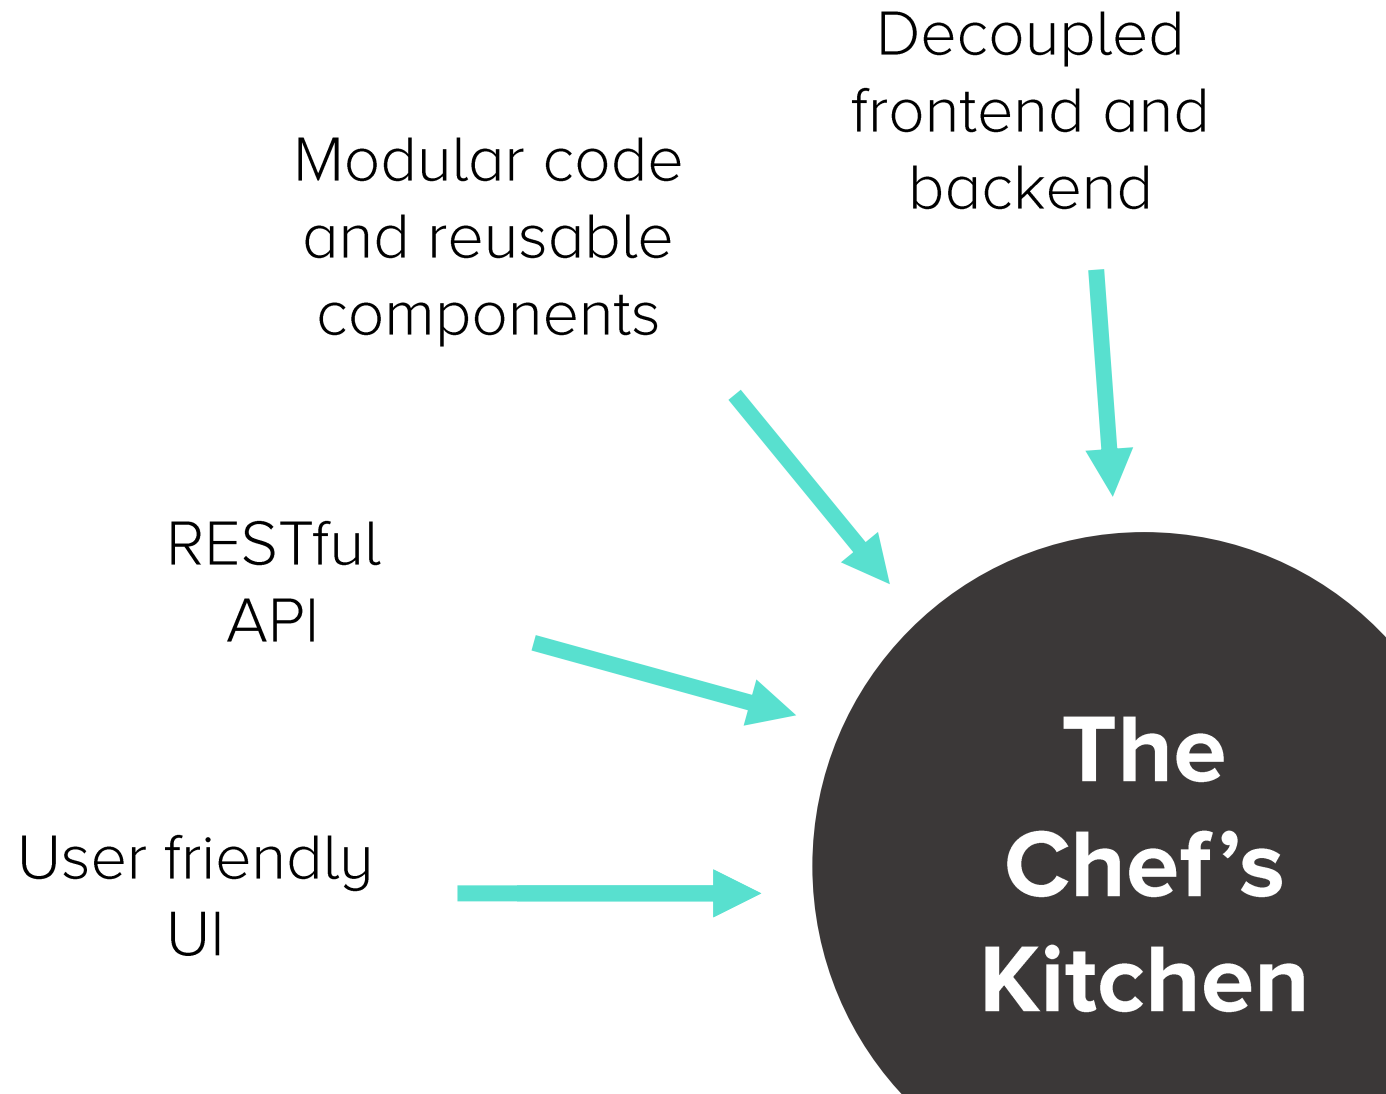 Decoupled
frontend and
backend
Modular code
and reusable
components
RESTful
API
User friendly
UI
The
Chef’s
Kitchen